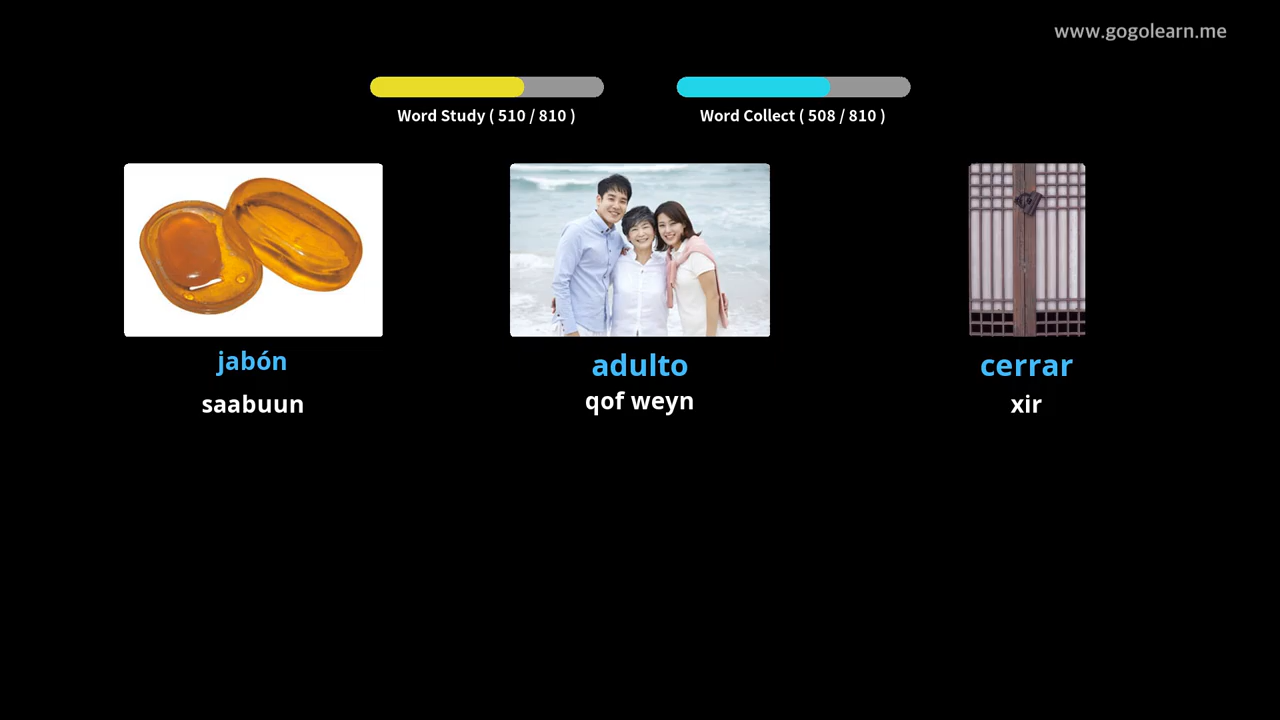 www.gogolearn.me
Word Study ( 510 / 810 )
Word Collect ( 508 / 810 )
jabón
saabuun
adulto
qof weyn
cerrar
xir